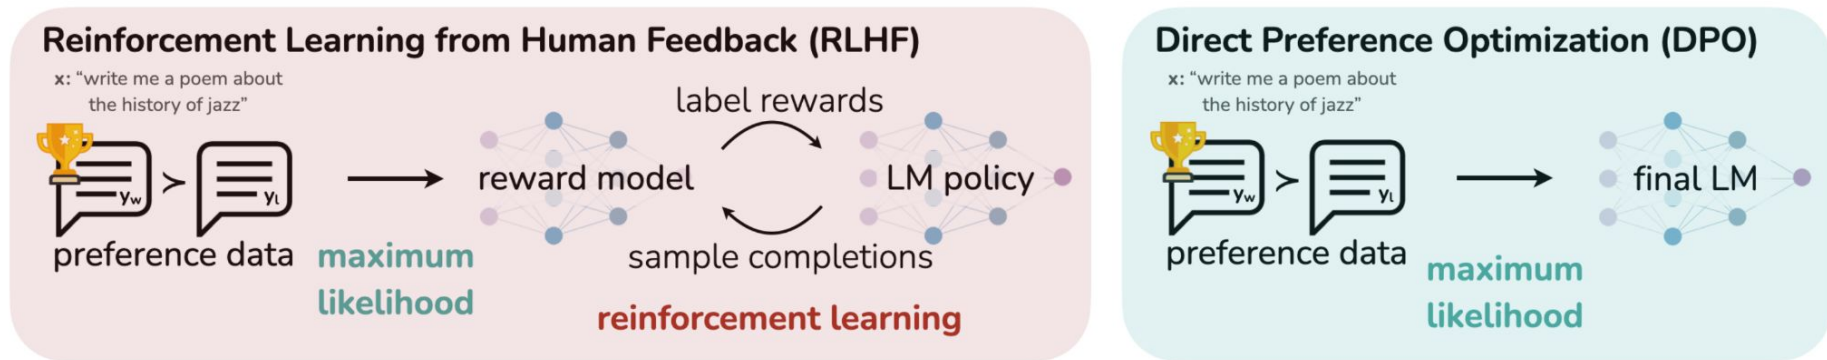 Reinforcement Learning from Human Feedback (RLHF)
x: “write me a poem about
the history of jazz”
label rewards
yw
≻
yl
reward model
LM policy
preference data
sample completions
maximum
likelihood
reinforcement learning
Direct Preference Optimization (DPO)
x: “write me a poem about
the history of jazz”
yw
≻
yl
final LM
preference data
maximum
likelihood